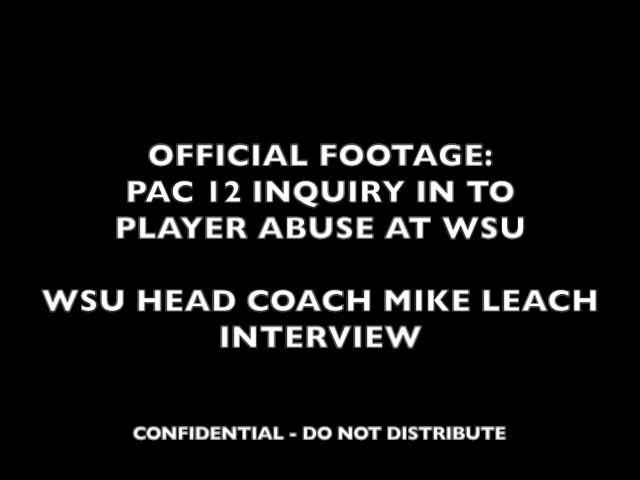 OFFICIAL FOOTAGE:
PAC 12 INQUIRY IN TO
PLAYER ABUSE AT WSU
WSU HEAD COACH MIKE LEACH
INTERVIEW
CONFIDENTIAL - DO NOT DISTRIBUTE